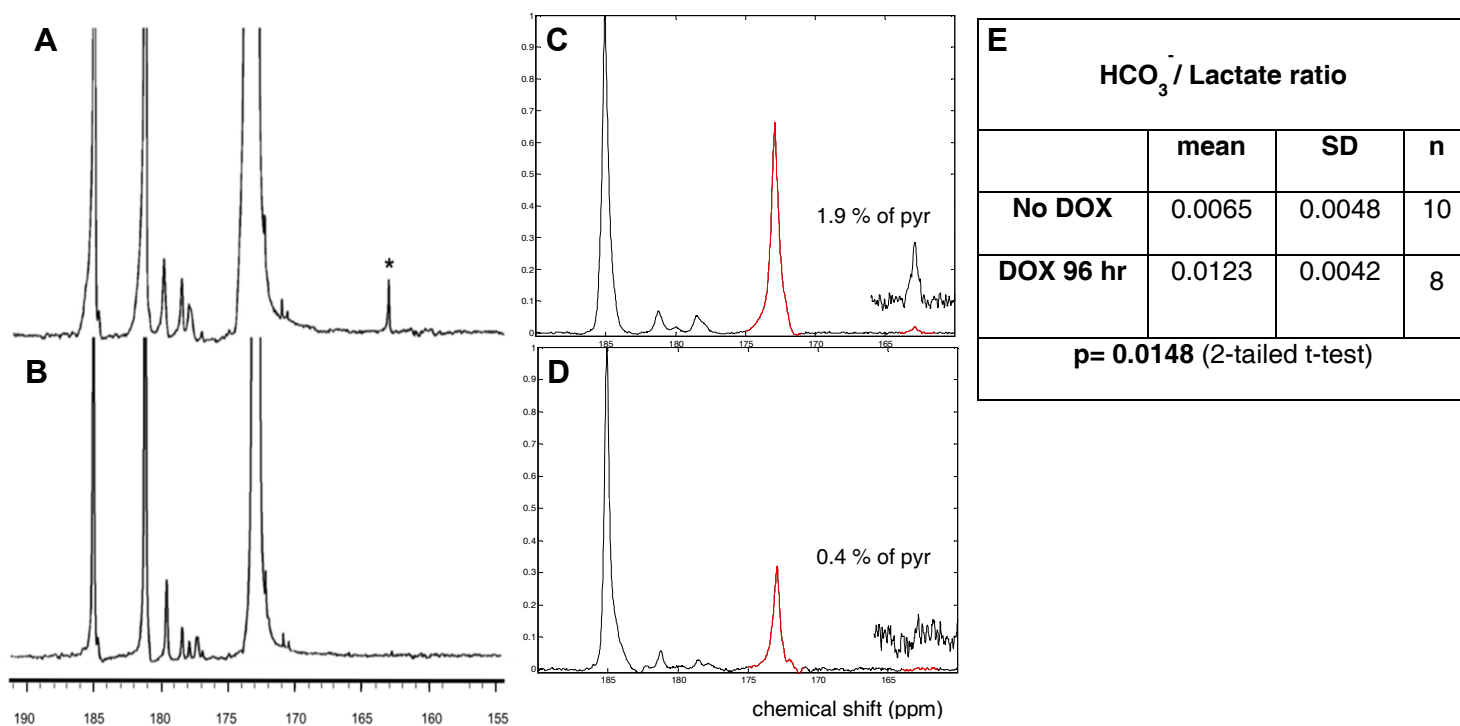 A
*
B
190 185 180 175 170 165 160 155
C
1
0.9
0.8
0.7
0.6
0.5
0.4
0.3
0.2
0.1
0
1.9 % of pyr
185 180 175 170 165
D
0.9
0.8
0.7
0.6
0.5
0.4
0.3
0.2
0.1
0
0.4 % of pyr
185 180 175 170 165
chemical shift (ppm)
E
HCO₃⁻/ Lactate ratio
mean SD n
No DOX 0.0065 0.0048 10
DOX 96 hr 0.0123 0.0042 8
p= 0.0148 (2-tailed t-test)